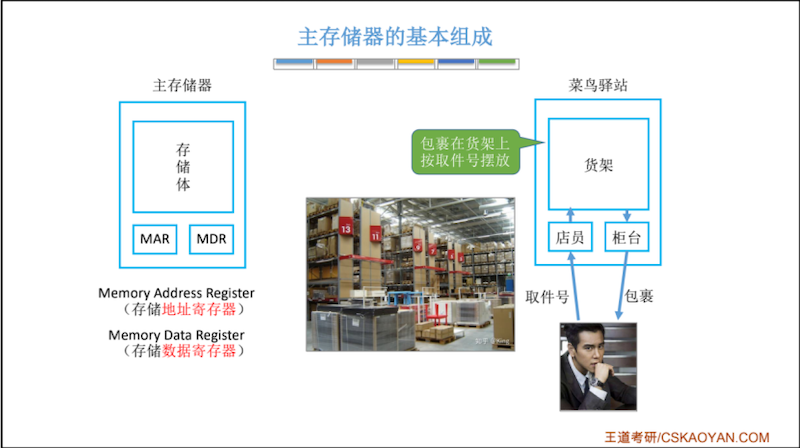 主存储器的基本组成
主存储器
存
储
体
MAR
MDR
Memory Address Register
（存储地址寄存器）
Memory Data Register
（存储数据寄存器）
包裹在货架上
按取件号摆放
13
11
菜鸟驿站
货架
店员
柜台
取件号
包裹
王道考研/CSKAOYAN.COM